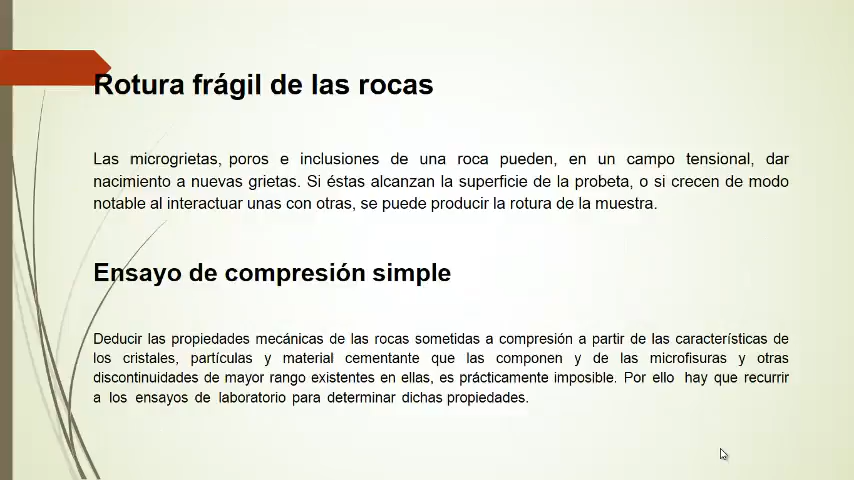 Rotura frágil de las rocas
Las microgrietas, poros e inclusiones de una roca pueden, en un campo tensional, dar
nacimiento a nuevas grietas. Si éstas alcanzan la superficie de la probeta, o si crecen de modo
notable al interactuar unas con otras, se puede producir la rotura de la muestra.
Ensayo de compresión simple
Deducir las propiedades mecánicas de las rocas sometidas a compresión a partir de las características de
los cristales, partículas y material cementante que las componen y de las microfisuras y otras
discontinuidades de mayor rango existentes en ellas, es prácticamente imposible. Por ello hay que recurrir
a los ensayos de laboratorio para determinar dichas propiedades.